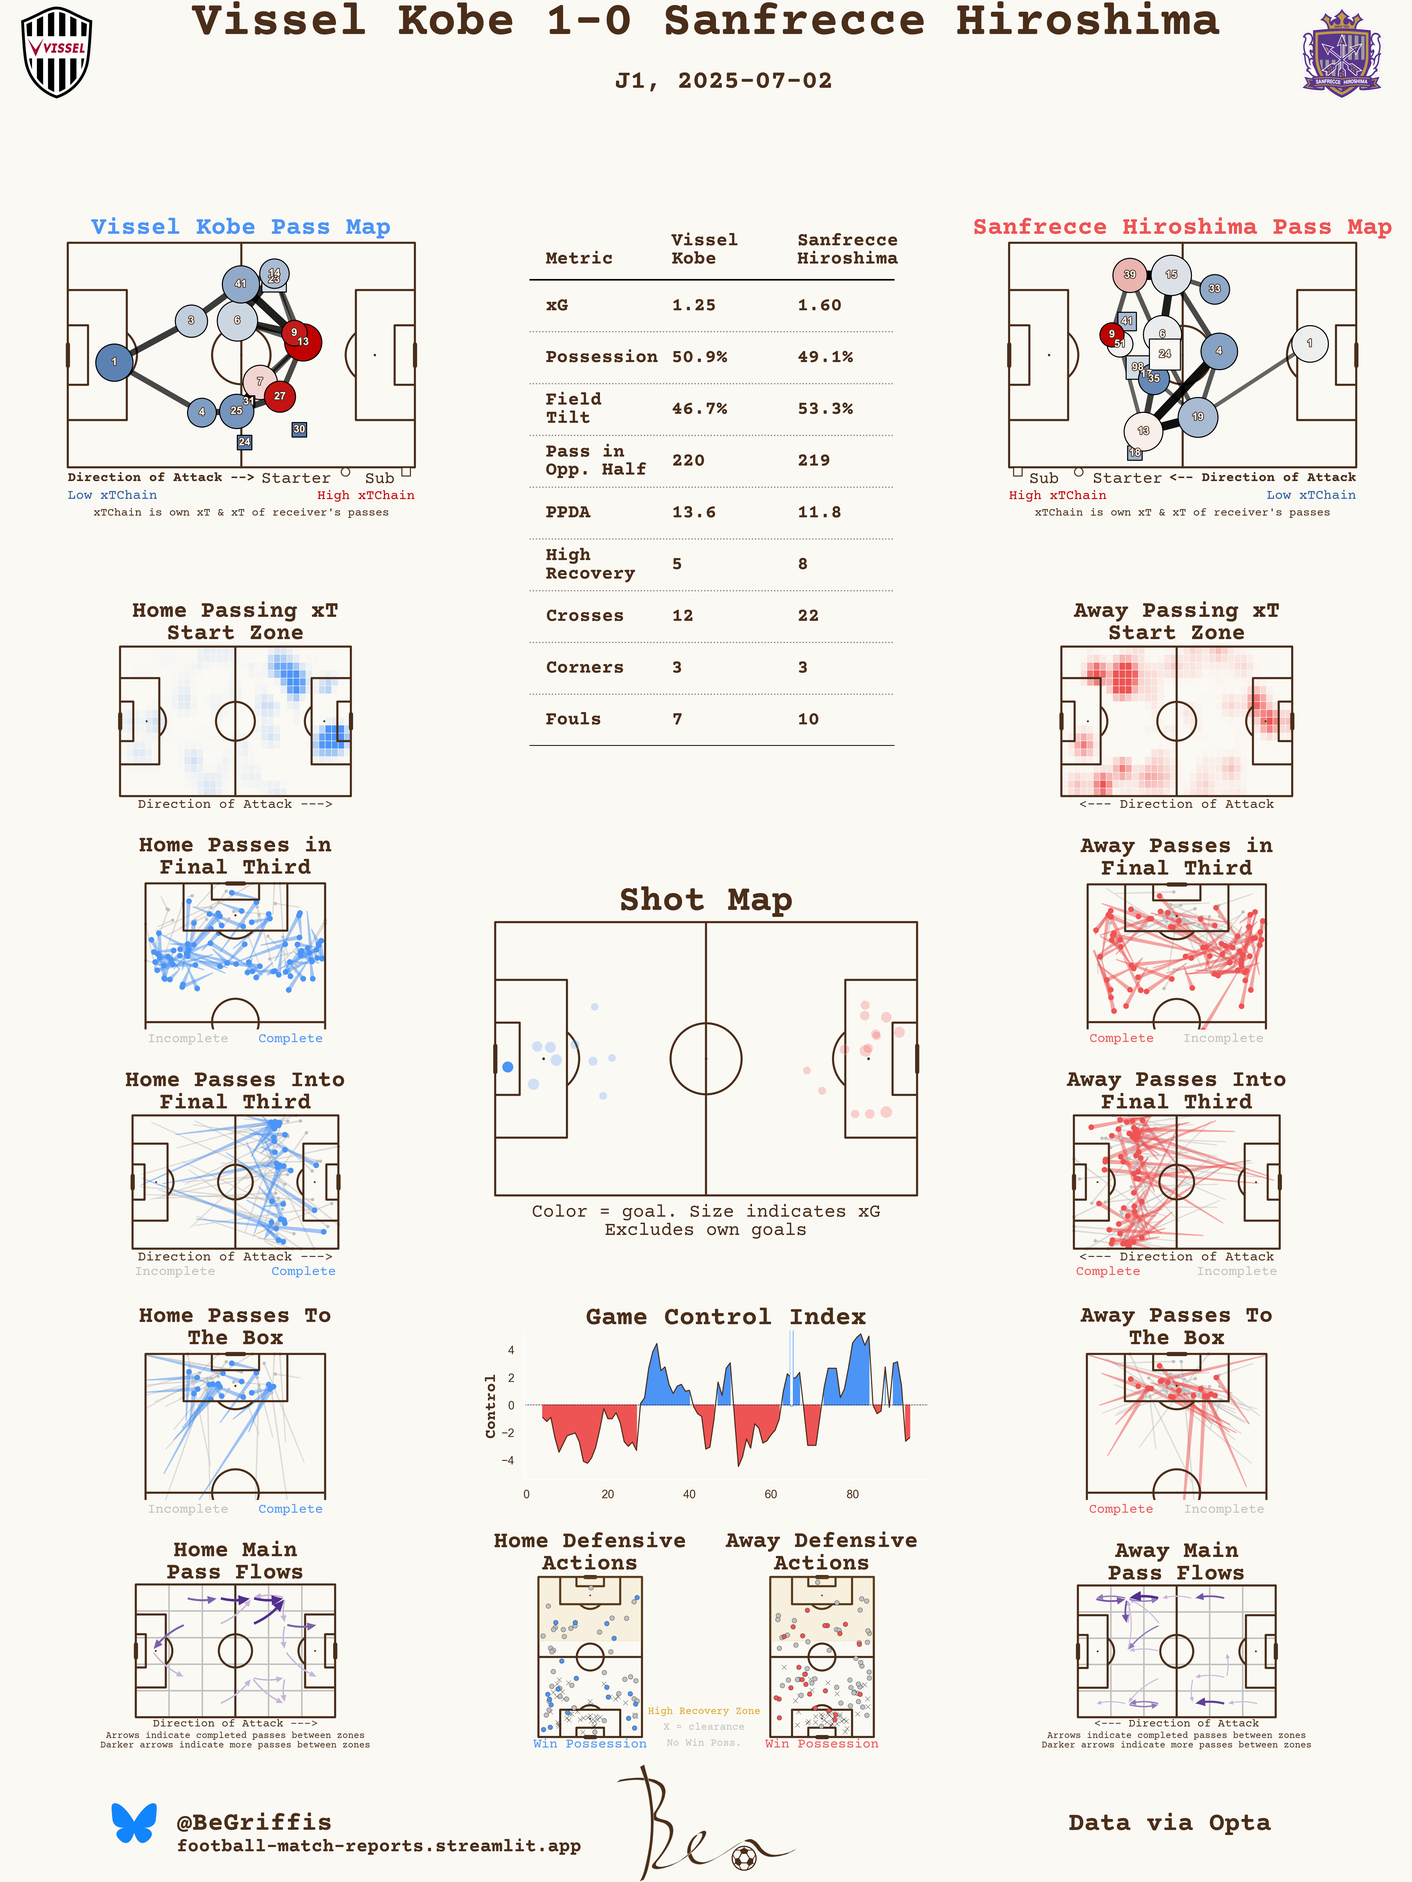 Vissel Kobe 1-0 Sanfrecce Hiroshima
J1, 2025-07-02
VISSEL
SANFRECCE HIROSHIMA
Vissel Kobe Pass Map
14
23
41
3
6
9
13
1
7
27
31
4
25
24
30
Direction of Attack --> Starter Sub
Low xTChain High xTChain
xTChain is own xT & xT of receiver's passes
Metric Vissel Kobe Sanfrecce Hiroshima
xG 1.25 1.60
Possession 50.9% 49.1%
Field Tilt 46.7% 53.3%
Pass in Opp. Half 220 219
PPDA 13.6 11.8
High Recovery 5 8
Crosses 12 22
Corners 3 3
Fouls 7 10
Sanfrecce Hiroshima Pass Map
39
15
33
41
9
51
6
24
4
1
98
17
35
13
19
18
Sub Starter <-- Direction of Attack
High xTChain Low xTChain
xTChain is own xT & xT of receiver's passes
Home Passing xT
Start Zone
Direction of Attack --->
Away Passing xT
Start Zone
<--- Direction of Attack
Home Passes in
Final Third
Incomplete Complete
Away Passes in
Final Third
Complete Incomplete
Shot Map
Color = goal. Size indicates xG
Excludes own goals
Home Passes Into
Final Third
Direction of Attack --->
Incomplete Complete
Away Passes Into
Final Third
<--- Direction of Attack
Complete Incomplete
Home Passes To
The Box
Incomplete Complete
Game Control Index
Control
4
2
0
−2
−4
0 20 40 60 80
Away Passes To
The Box
Complete Incomplete
Home Main
Pass Flows
Direction of Attack --->
Arrows indicate completed passes between zones
Darker arrows indicate more passes between zones
Home Defensive
Actions
Win Possession
Away Defensive
Actions
Win Possession
High Recovery Zone
X = clearance
No Win Poss.
Away Main
Pass Flows
<--- Direction of Attack
Arrows indicate completed passes between zones
Darker arrows indicate more passes between zones
@BeGriffis
football-match-reports.streamlit.app
Ben
Data via Opta